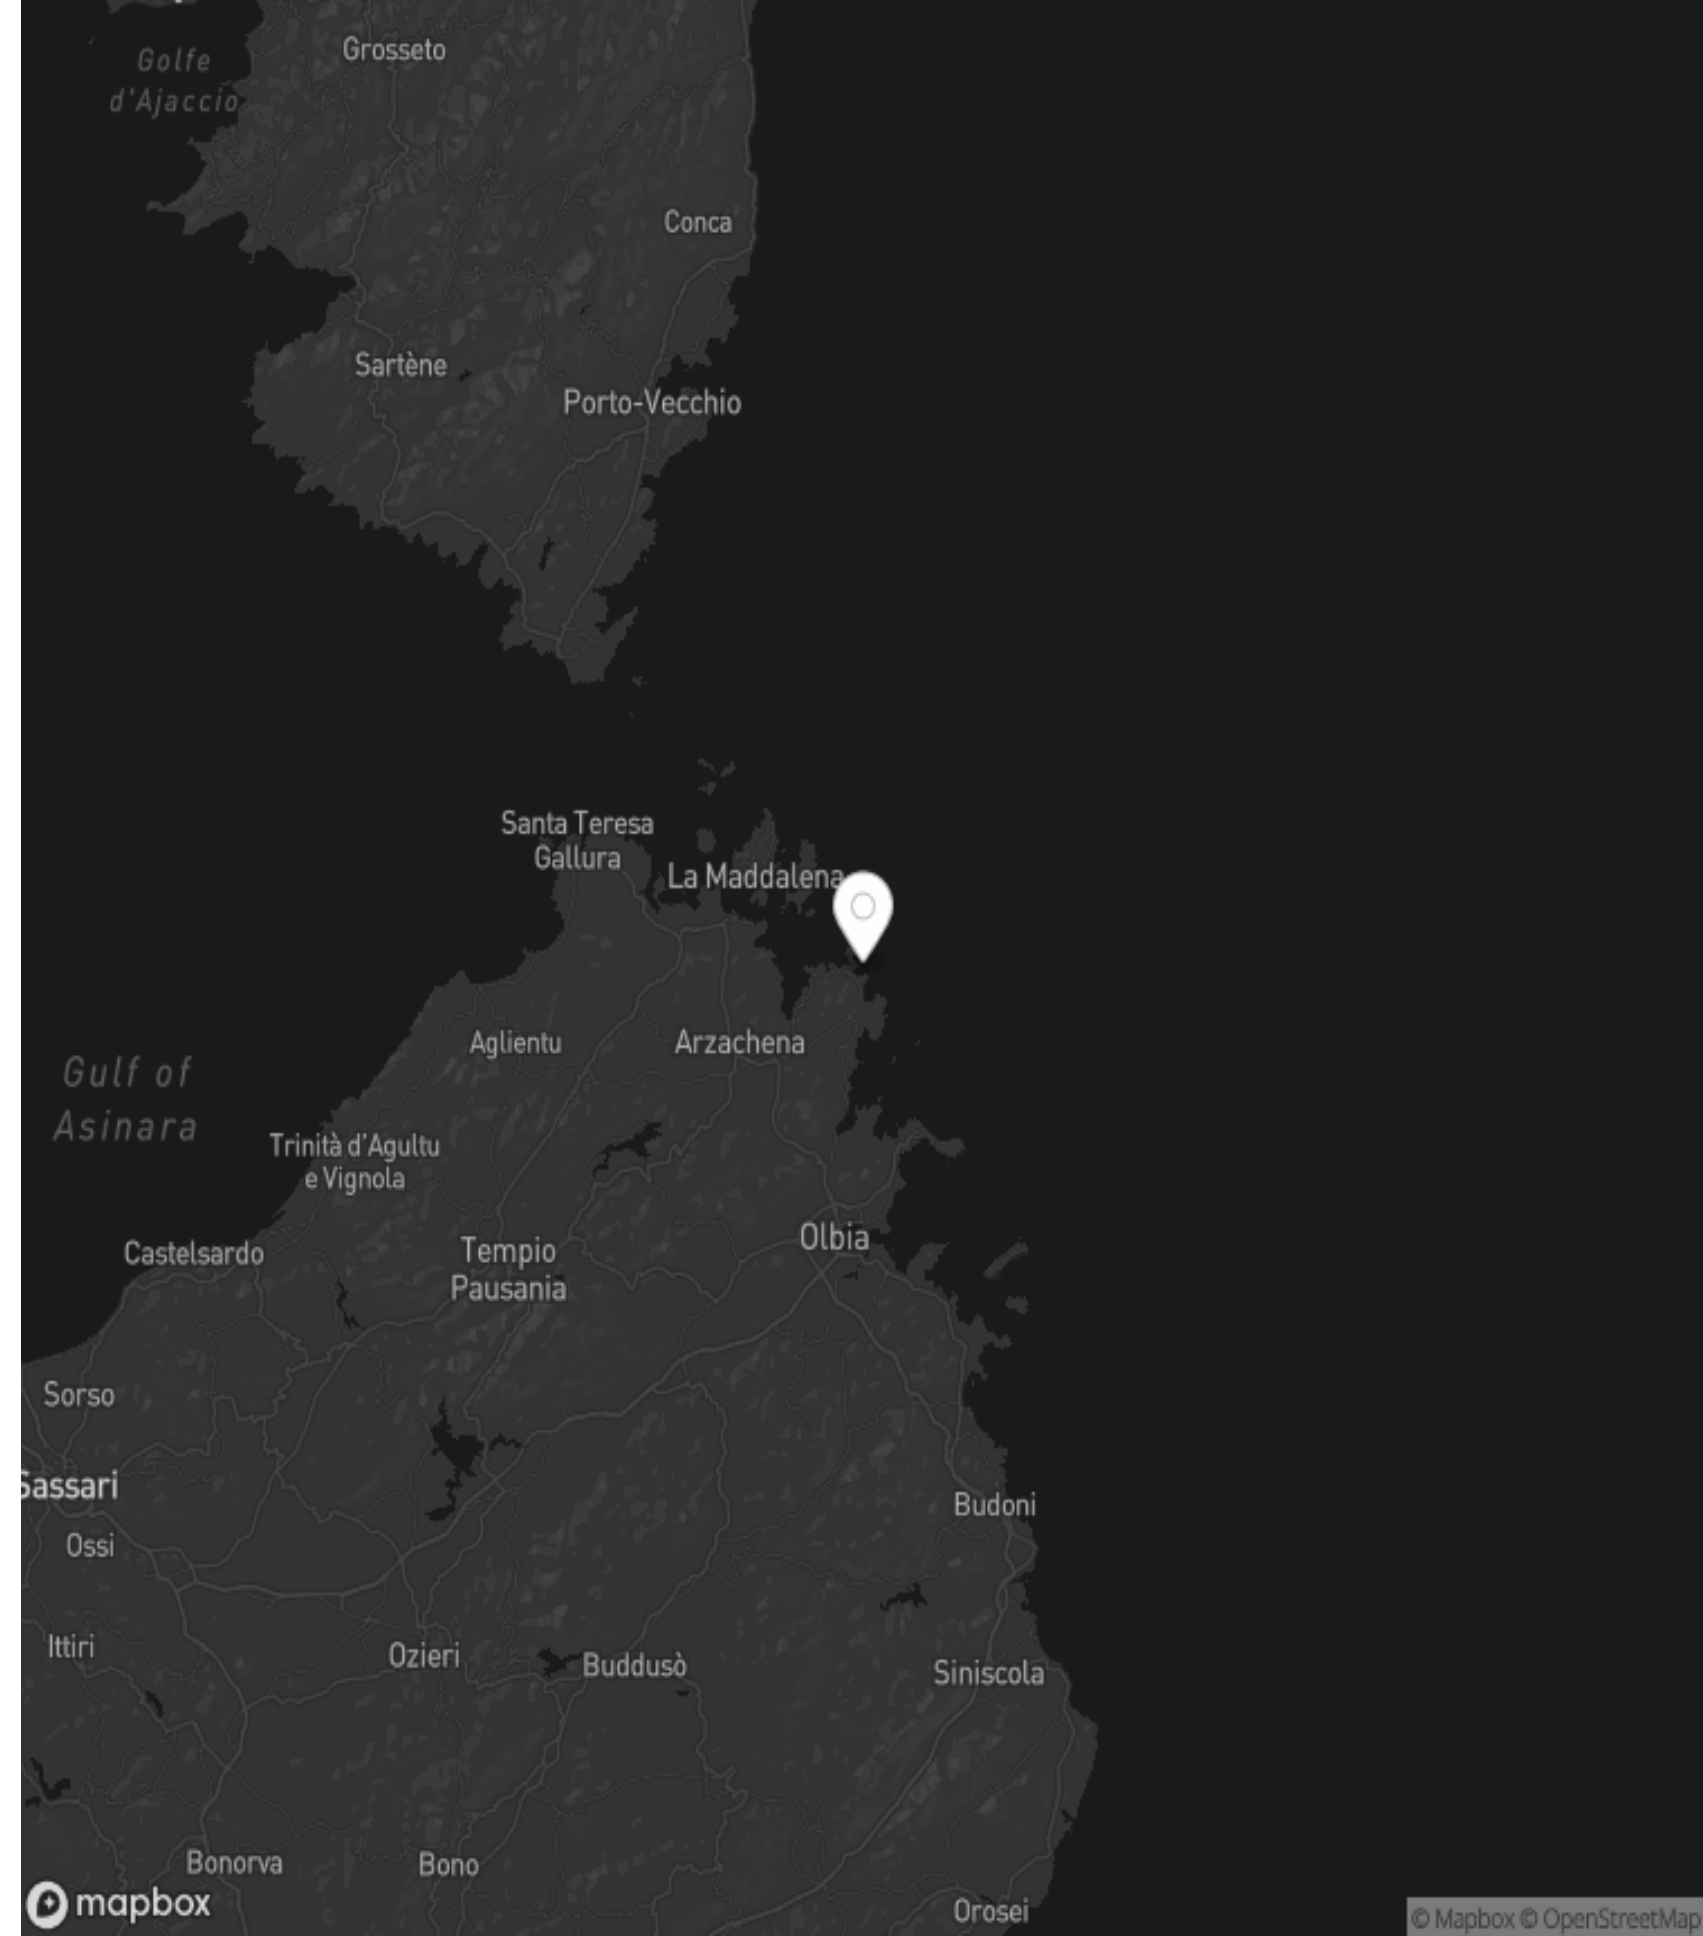 Grosseto
Golfe
d'Ajaccio
Conca
Sartène
Porto-Vecchio
Santa Teresa
Gallura
La Maddalena
Aglientu
Arzachena
Gulf of
Asinara
Trinità d'Agultu
e Vignola
Castelsardo
Tempio
Pausania
Olbia
Sorso
Sassari
Budoni
Ossi
Ittiri
Ozieri
Buddusò
Siniscola
Bonorva
Bono
mapbox
Orosei
© Mapbox © OpenStreetMap